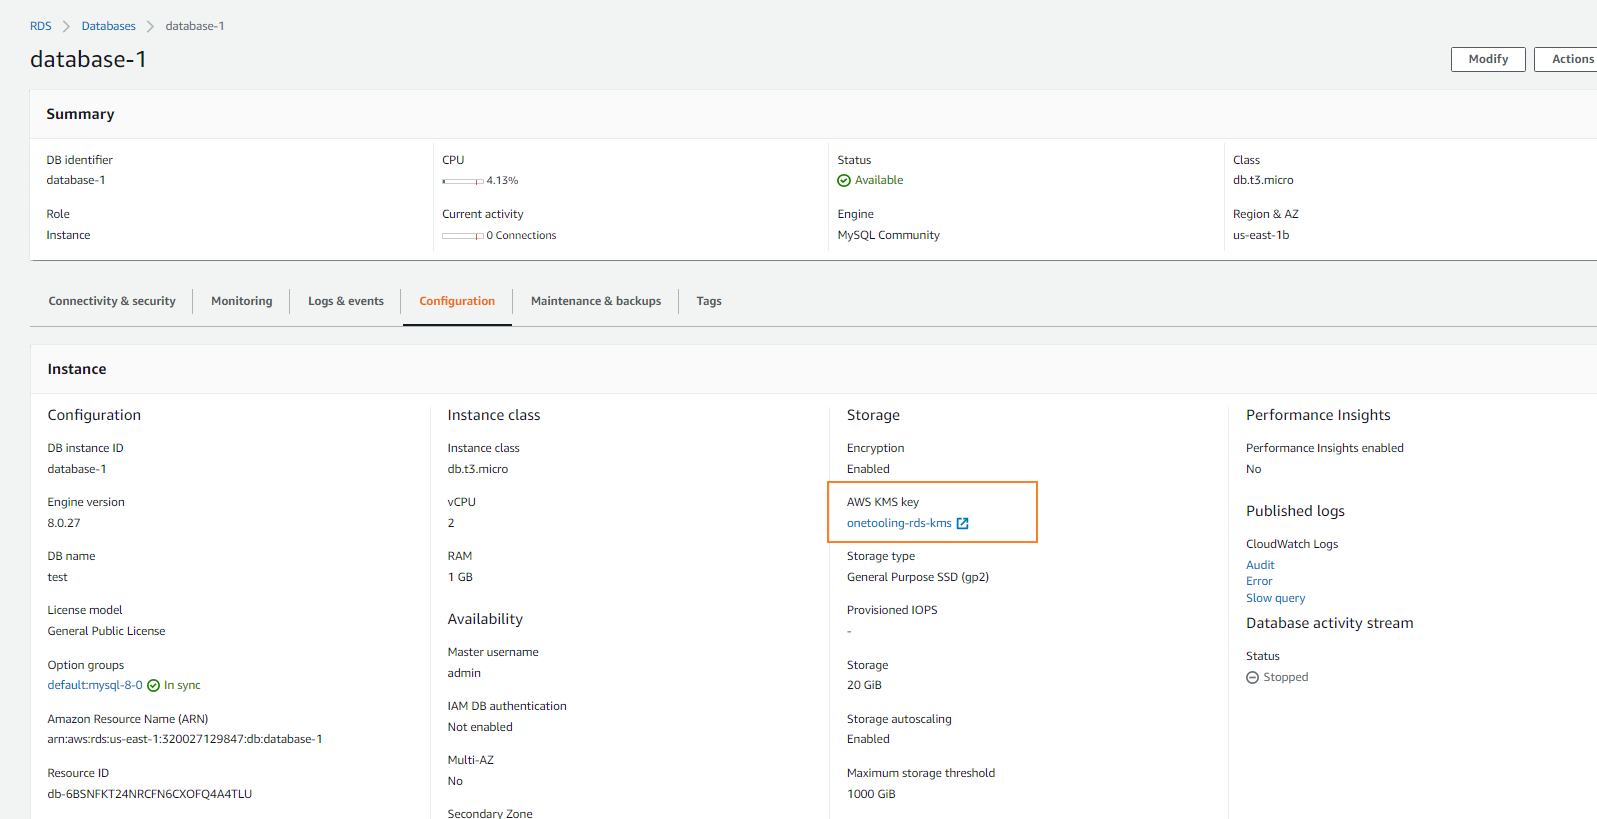 RDS > Databases > database-1
database-1
Modify
Actions
Summary
DB identifier
database-1
Role
Instance
CPU
4.13%
Current activity
0 Connections
Status
Available
Engine
MySQL Community
Class
db.t3.micro
Region & AZ
us-east-1b
Connectivity & security
Monitoring
Logs & events
Configuration
Maintenance & backups
Tags
Instance
Configuration
DB instance ID
database-1
Engine version
8.0.27
DB name
test
License model
General Public License
Option groups
default:mysql-8-0 In sync
Amazon Resource Name (ARN)
arn:aws:rds:us-east-1:320027129847:db:database-1
Resource ID
db-6BSNFKT24NRCFN6CXOFQ4A4TLU
Instance class
Instance class
db.t3.micro
vCPU
2
RAM
1 GB
Availability
Master username
admin
IAM DB authentication
Not enabled
Multi-AZ
No
Secondary Zone
Storage
Encryption
Enabled
AWS KMS key
onetooling-rds-kms
Storage type
General Purpose SSD (gp2)
Provisioned IOPS
-
Storage
20 GiB
Storage autoscaling
Enabled
Maximum storage threshold
1000 GiB
Performance Insights
Performance Insights enabled
No
Published logs
CloudWatch Logs
Audit
Error
Slow query
Database activity stream
Status
Stopped